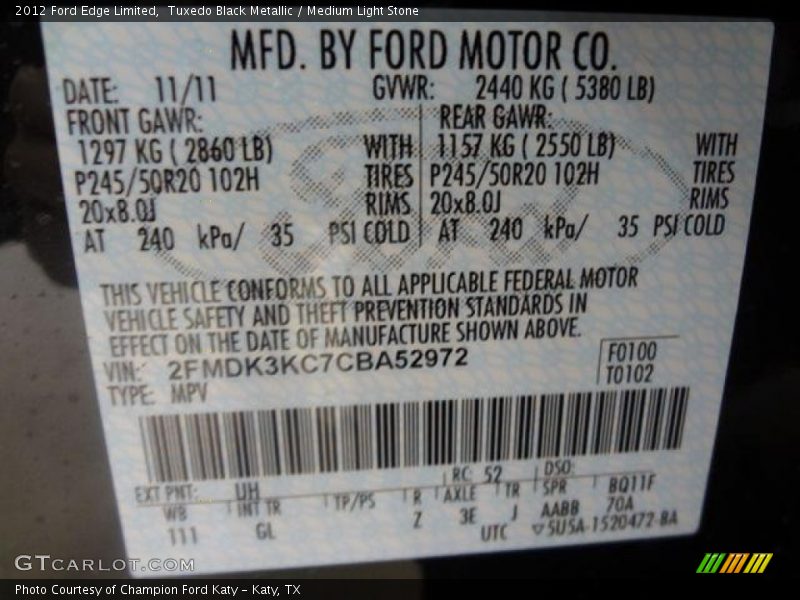 2012 Ford Edge Limited, Tuxedo Black Metallic / Medium Light Stone
MFD. BY FORD MOTOR CO.
DATE: 11/11 GVWR: 2440 KG ( 5380 LB)
FRONT GAWR: REAR GAWR:
1297 KG ( 2860 LB) WITH 1157 KG ( 2550 LB) WITH
P245/50R20 102H TIRES P245/50R20 102H TIRES
20x8.0J RIMS 20x8.0J RIMS
AT 240 kPa/ 35 PSI COLD AT 240 kPa/ 35 PSI COLD
THIS VEHICLE CONFORMS TO ALL APPLICABLE FEDERAL MOTOR
VEHICLE SAFETY AND THEFT PREVENTION STANDARDS IN
EFFECT ON THE DATE OF MANUFACTURE SHOWN ABOVE.
VIN: 2FMDK3KC7CBA52972 F0100
TYPE: MPV T0102
EXT PNT: UH RC: 52 DSO:
WB INT TR TP/PS R AXLE TR SPR BQ11F
111 GL Z 3E J AABB 70A
UTC ▽5U5A-1520472-BA
GTCARLOT.COM
Photo Courtesy of Champion Ford Katy – Katy, TX